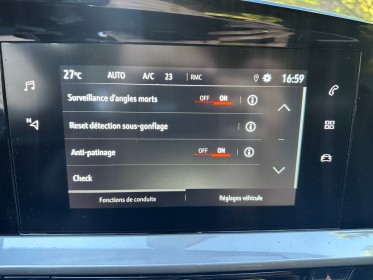 27°C AUTO A/C 23 RMC 16:59
Surveillance d'angles morts OFF ON
Reset détection sous-gonflage
Anti-patinage OFF ON
Check
Fonctions de conduite Réglages véhicule
N